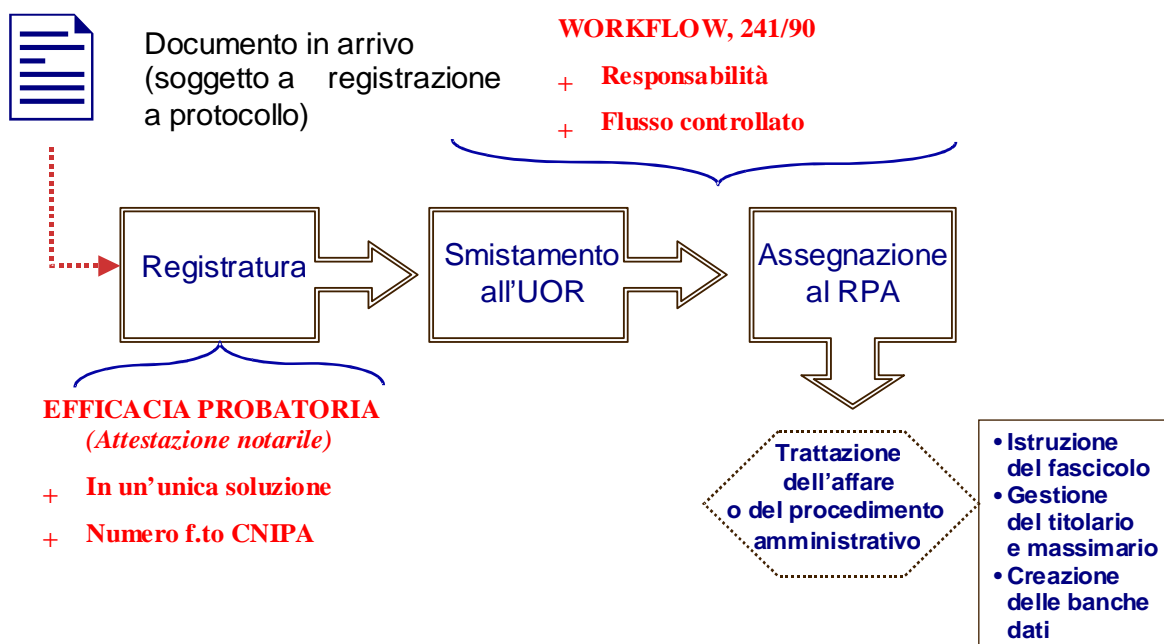 Documento in arrivo
(soggetto a registrazione
a protocollo)
WORKFLOW, 241/90
+ Responsabilità
+ Flusso controllato
Registratura
Smistamento
all'UOR
Assegnazione
al RPA
EFFICACIA PROBATORIA
(Attestazione notarile)
+ In un'unica soluzione
+ Numero f.to CNIPA
Trattazione
dell'affare
o del procedimento
amministrativo
• Istruzione
del fascicolo
• Gestione
del titolario
e massimario
• Creazione
delle banche
dati